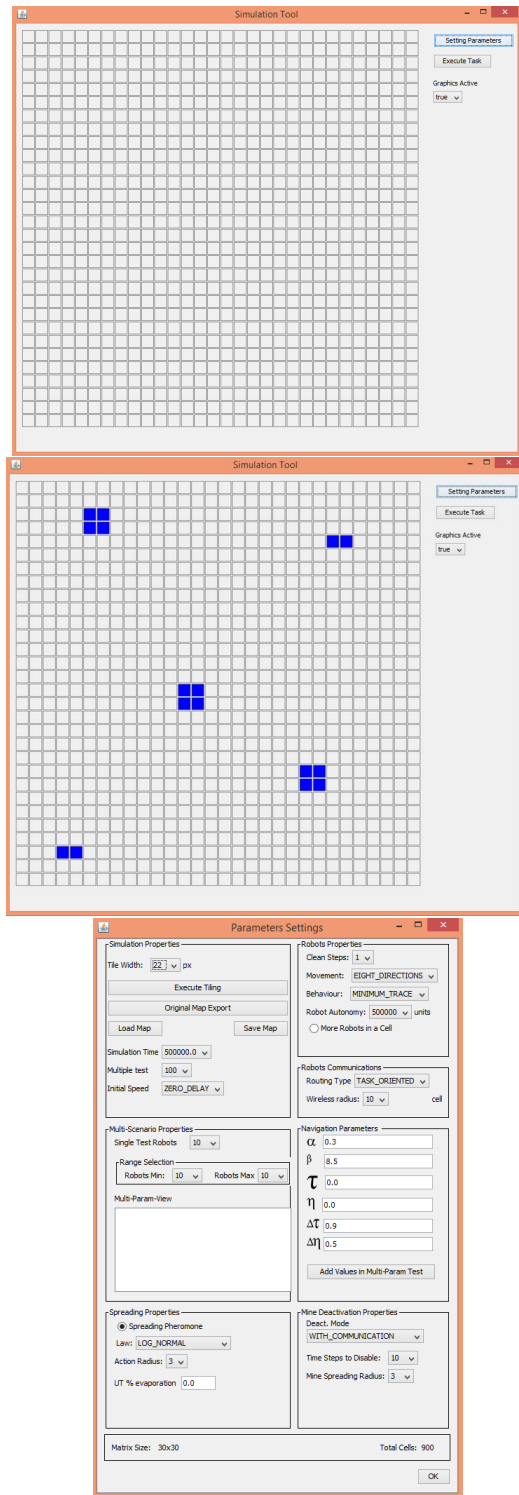 Simulation Tool
Setting Parameters
Execute Task
Graphics Active
true
Simulation Tool
Setting Parameters
Execute Task
Graphics Active
true
Parameters Settings
Simulation Properties
Tile Width: 22 px
Execute Tiling
Original Map Export
Load Map Save Map
Simulation Time 500000.0
Multiple test 100
Initial Speed ZERO_DELAY
Robots Properties
Clean Steps: 1
Movement: EIGHT_DIRECTIONS
Behaviour: MINIMUM_TRACE
Robot Autonomy: 500000 units
More Robots in a Cell
Robots Communications
Routing Type TASK_ORIENTED
Wireless radius: 10 cell
Multi-Scenario Properties
Single Test Robots 10
Range Selection
Robots Min: 10 Robots Max 10
Multi-Param-View
Navigation Parameters
α 0.3
β 8.5
τ 0.0
η 0.0
Δτ 0.9
Δη 0.5
Add Values in Multi-Param Test
Spreading Properties
Spreading Pheromone
Law: LOG_NORMAL
Action Radius: 3
UT % evaporation 0.0
Mine Deactivation Properties
Deact. Mode
WITH_COMMUNICATION
Time Steps to Disable: 10
Mine Spreading Radius: 3
Matrix Size: 30x30 Total Cells: 900
OK